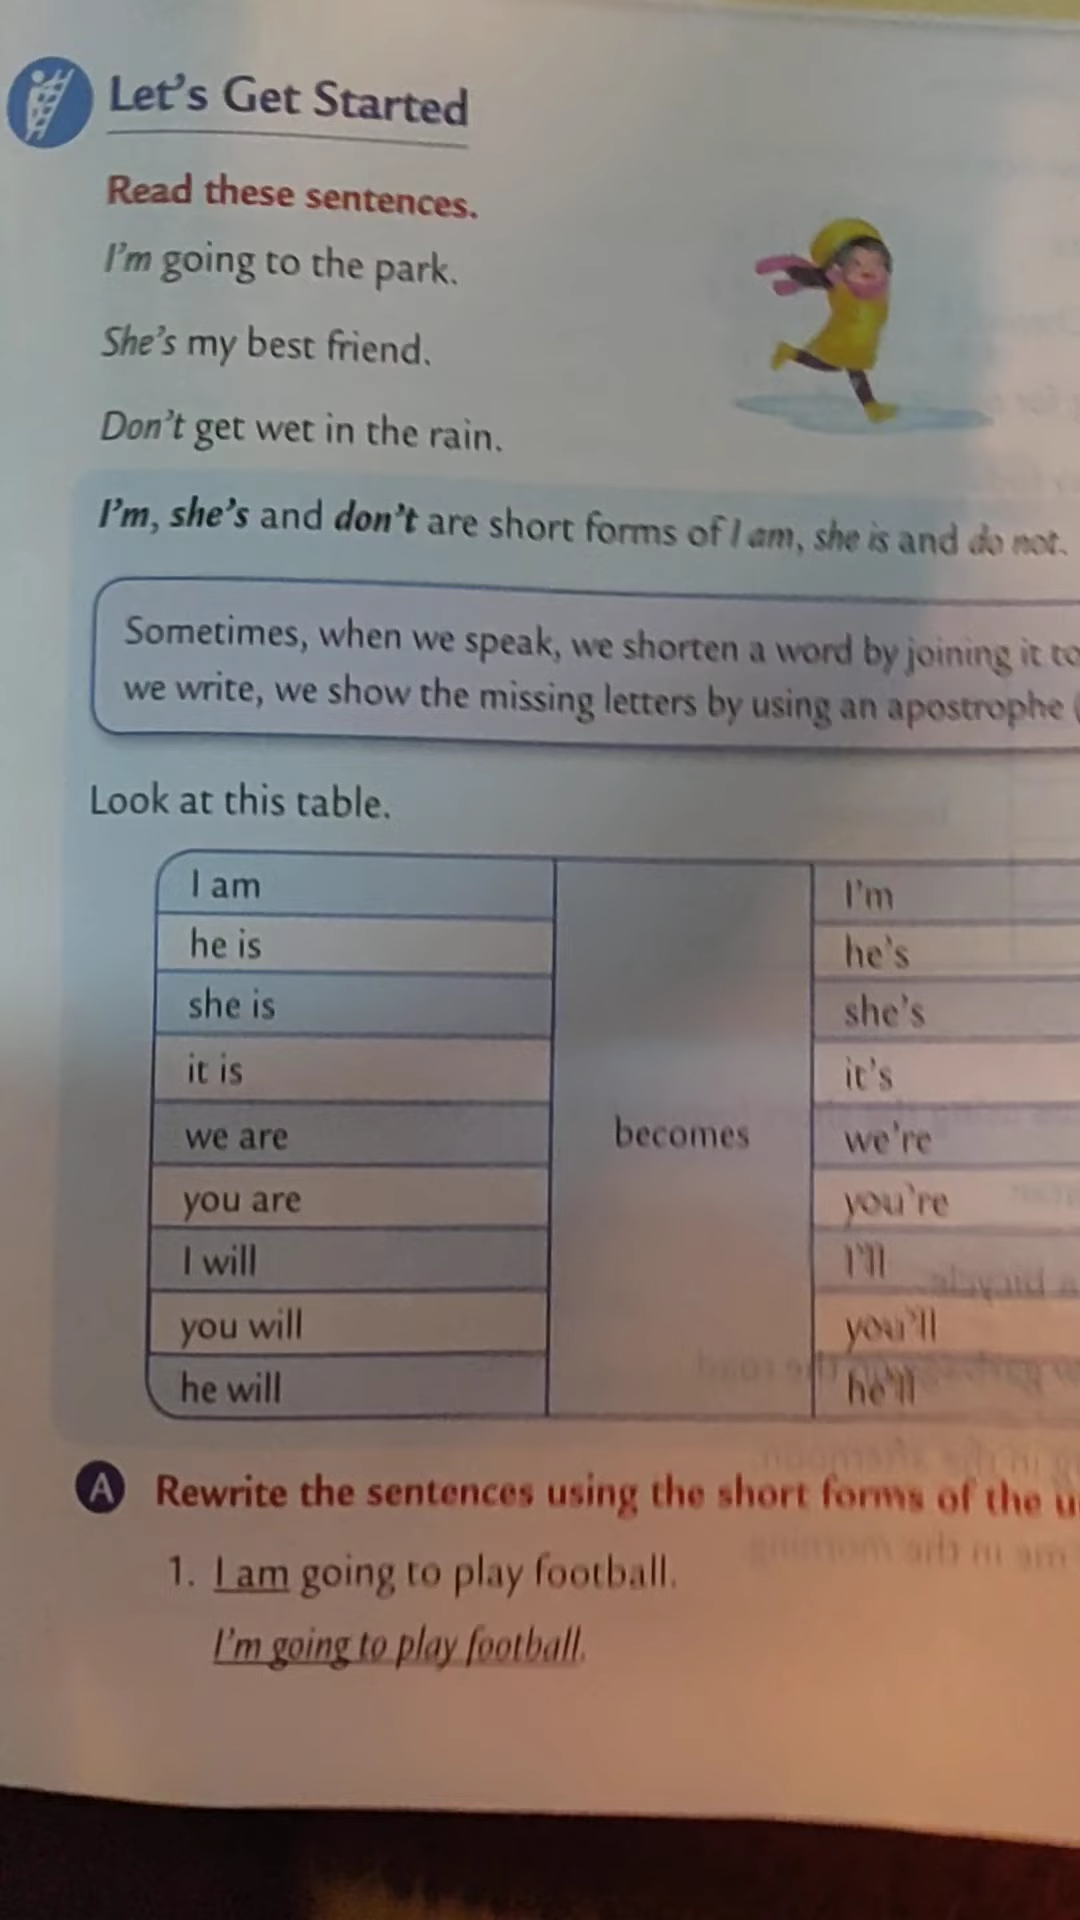 Let's Get Started
Read these sentences.
I'm going to the park.
She's my best friend.
Don't get wet in the rain.
I'm, she's and don't are short forms of I am, she is and do not.
Sometimes, when we speak, we shorten a word by joining it to
we write, we show the missing letters by using an apostrophe (
Look at this table.
I am I'm
he is he's
she is she's
it is it's
we are becomes we're
you are you're
I will I'll
you will you'll
he will he'll
A Rewrite the sentences using the short forms of the u
1. I am going to play football.
I'm going to play football.